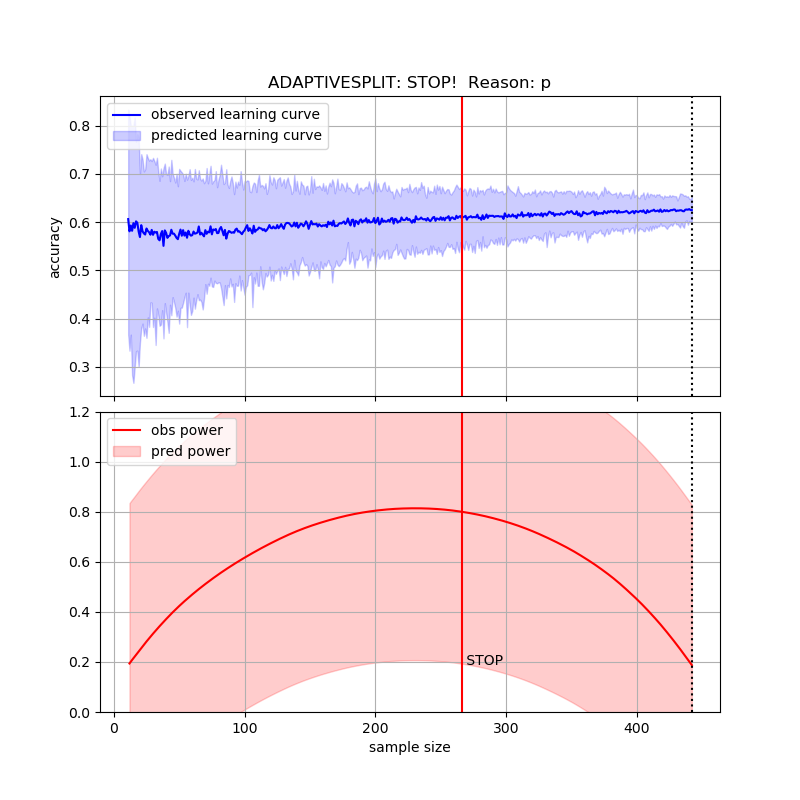 ADAPTIVESPLIT: STOP!  Reason: p
observed learning curve
predicted learning curve
0.8
0.7
0.6
0.5
0.4
0.3
accuracy
obs power
pred power
1.2
1.0
0.8
0.6
0.4
0.2
0.0
STOP
0
100
200
300
400
sample size